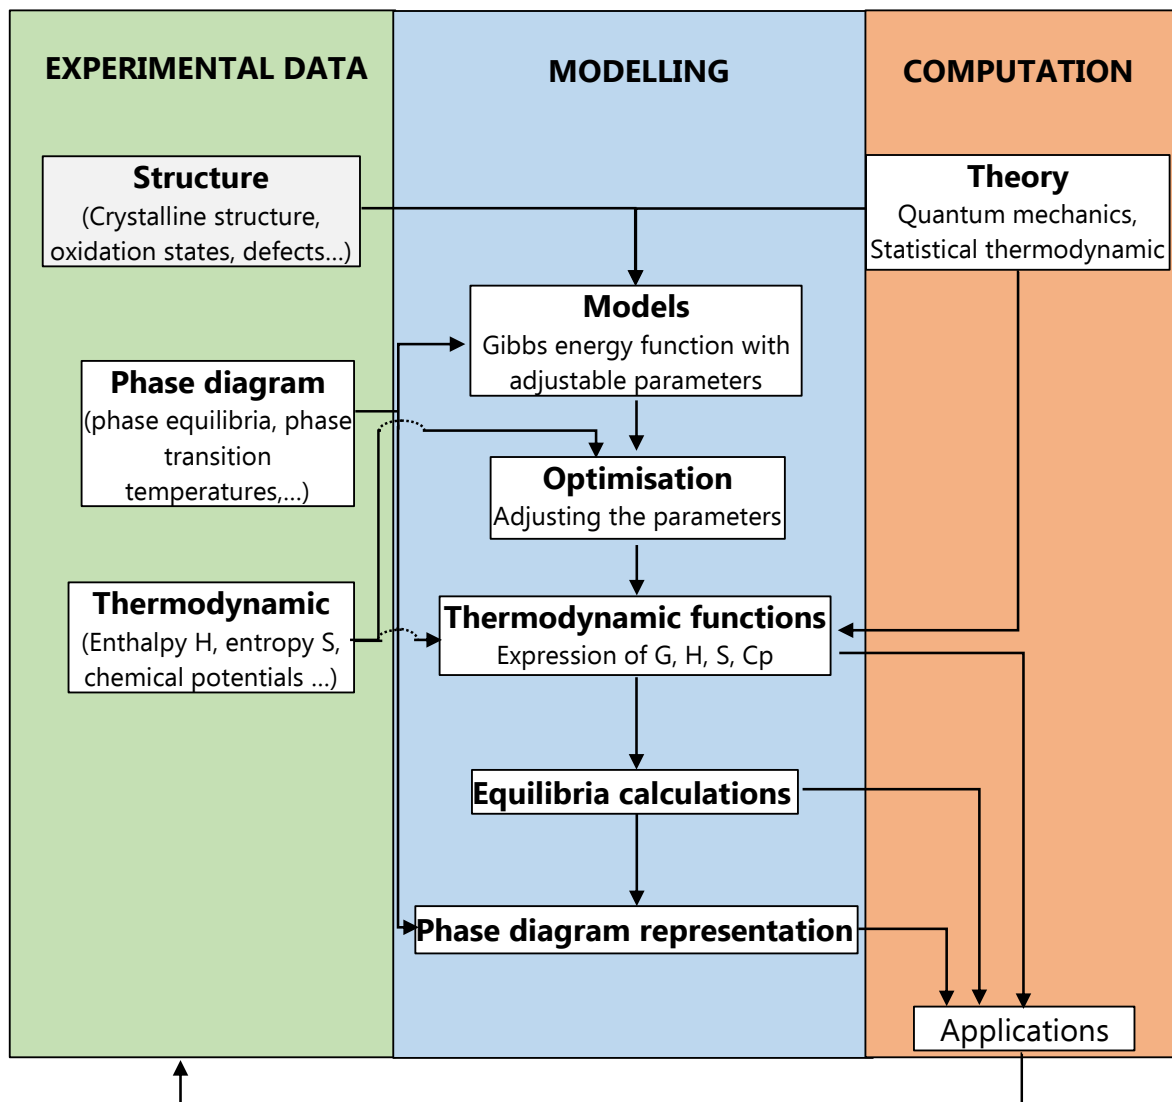 EXPERIMENTAL DATA
MODELLING
COMPUTATION
Structure
(Crystalline structure,
oxidation states, defects...)
Theory
Quantum mechanics,
Statistical thermodynamic
Models
Gibbs energy function with
adjustable parameters
Phase diagram
(phase equilibria, phase
transition
temperatures,...)
Optimisation
Adjusting the parameters
Thermodynamic
(Enthalpy H, entropy S,
chemical potentials ...)
Thermodynamic functions
Expression of G, H, S, Cp
Equilibria calculations
Phase diagram representation
Applications